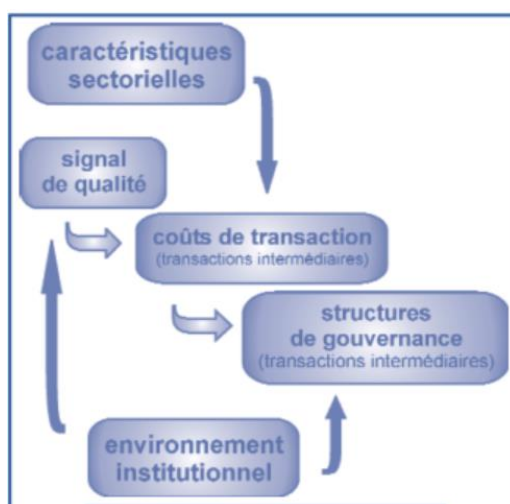 caractéristiques
sectorielles
signal
de qualité
coûts de transaction
(transactions intermédiaires)
structures
de gouvernance
(transactions intermédiaires)
environnement
institutionnel